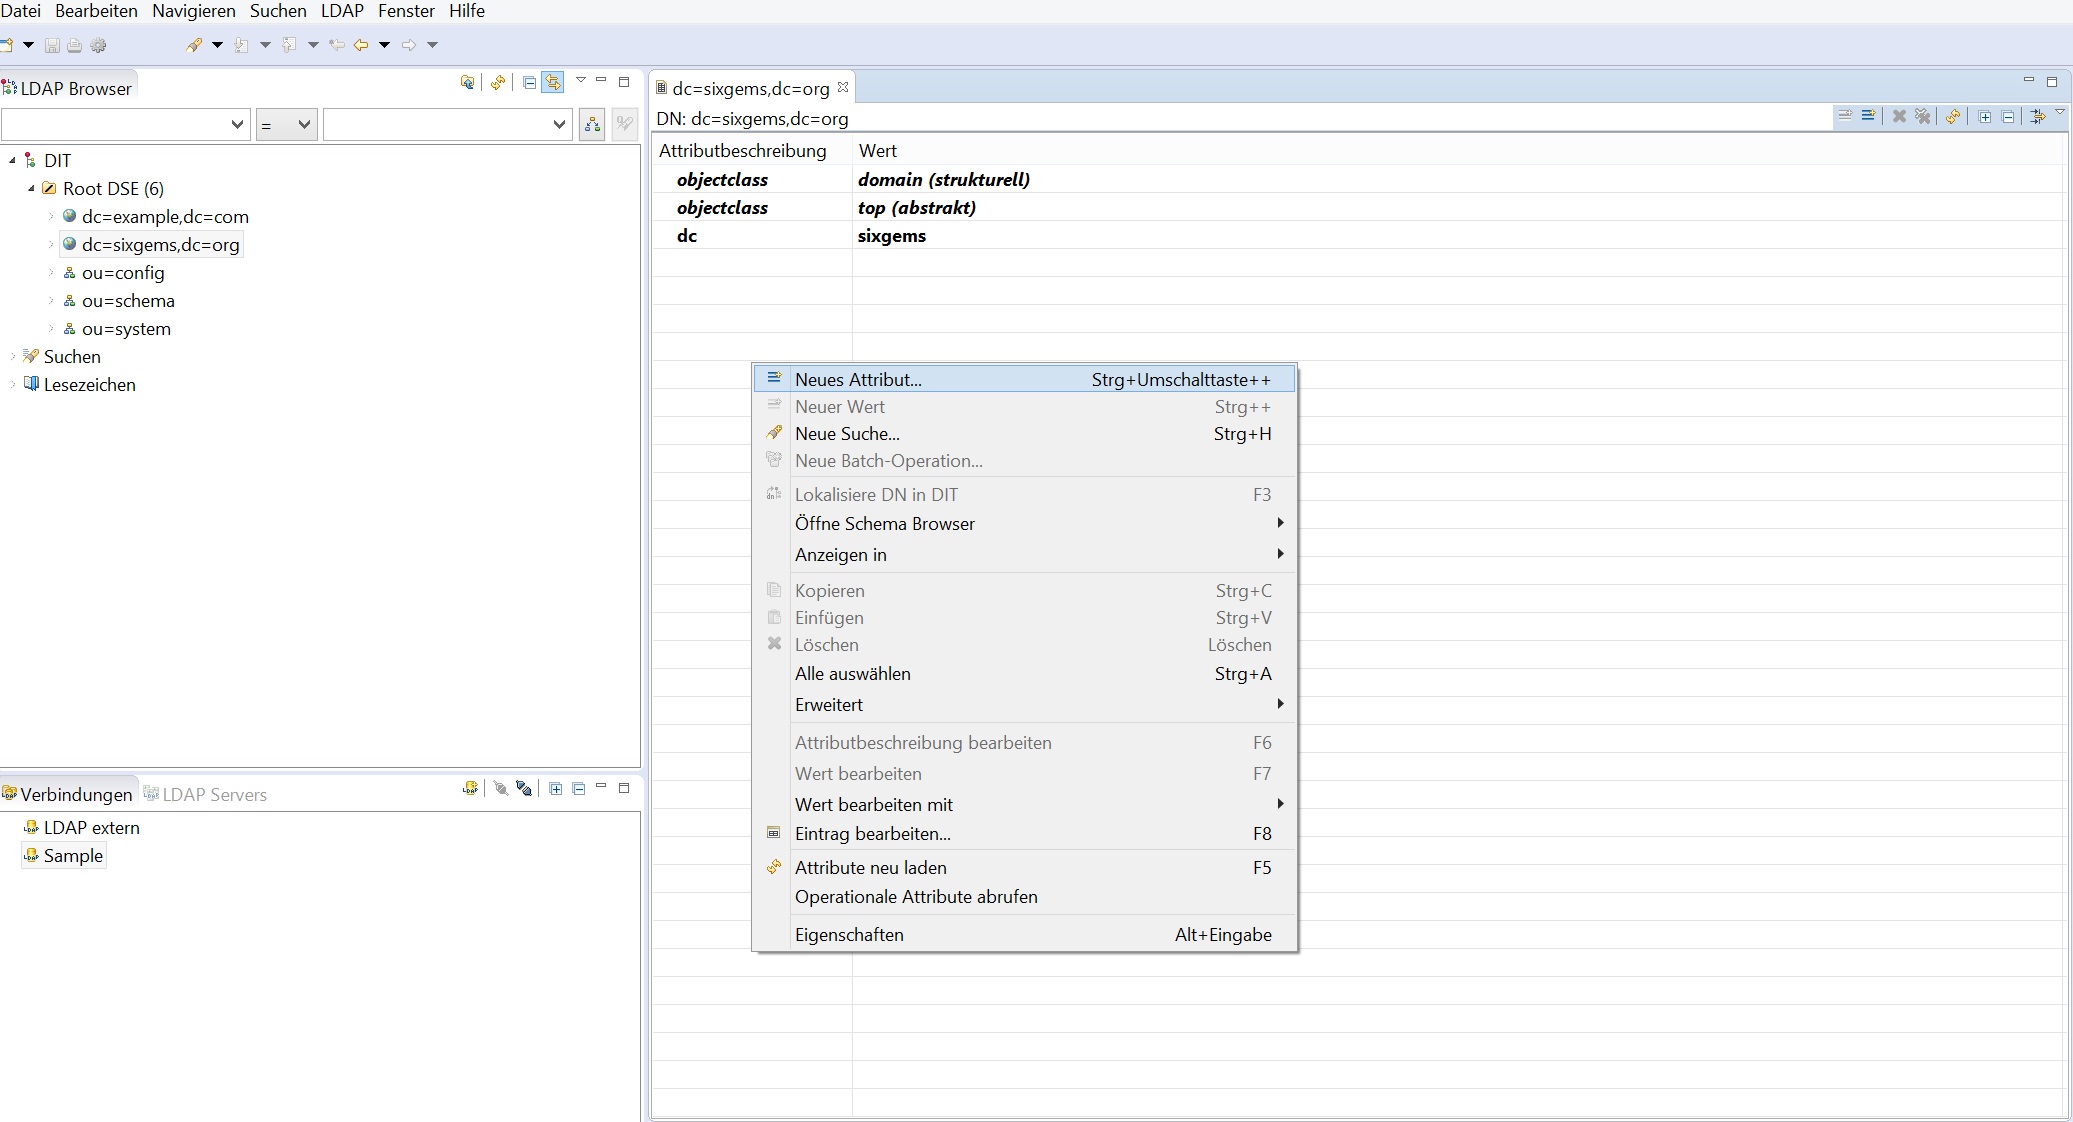 Datei Bearbeiten Navigieren Suchen LDAP Fenster Hilfe
LDAP Browser
=
DIT
Root DSE (6)
dc=example,dc=com
dc=sixgems,dc=org
ou=config
ou=schema
ou=system
Suchen
Lesezeichen
Verbindungen LDAP Servers
LDAP extern
Sample
dc=sixgems,dc=org
DN: dc=sixgems,dc=org
Attributbeschreibung Wert
objectclass domain (strukturell)
objectclass top (abstrakt)
dc sixgems
Neues Attribut... Strg+Umschalttaste++
Neuer Wert Strg++
Neue Suche... Strg+H
Neue Batch-Operation...
Lokalisiere DN in DIT F3
Öffne Schema Browser
Anzeigen in
Kopieren Strg+C
Einfügen Strg+V
Löschen Löschen
Alle auswählen Strg+A
Erweitert
Attributbeschreibung bearbeiten F6
Wert bearbeiten F7
Wert bearbeiten mit
Eintrag bearbeiten... F8
Attribute neu laden F5
Operationale Attribute abrufen
Eigenschaften Alt+Eingabe